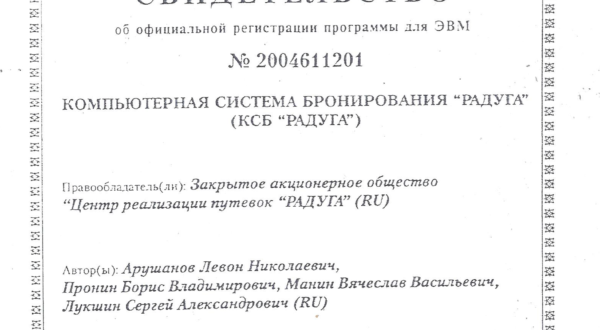 СВИДЕТЕЛЬСТВО
об официальной регистрации программы для ЭВМ
№ 2004611201
КОМПЬЮТЕРНАЯ СИСТЕМА БРОНИРОВАНИЯ “РАДУГА”
(КСБ “РАДУГА”)
Правообладатель(ли): Закрытое акционерное общество
“Центр реализации путевок “РАДУГА” (RU)
Автор(ы): Арушанов Левон Николаевич,
Пронин Борис Владимирович, Манин Вячеслав Васильевич,
Лукшин Сергей Александрович (RU)